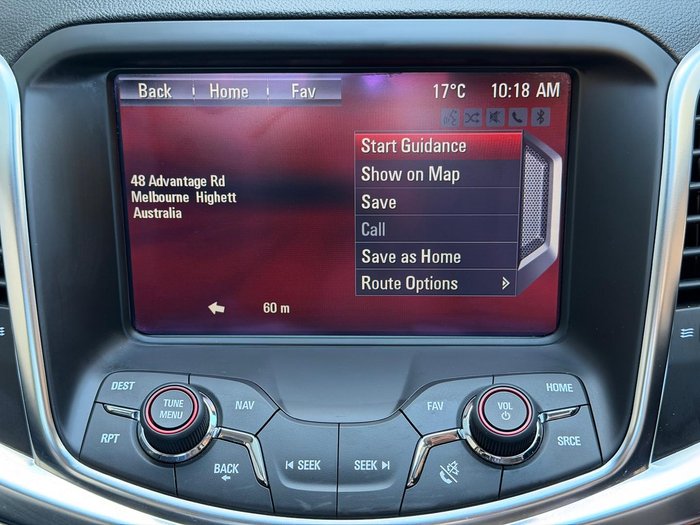 Back Home Fav 17°C 10:18 AM
48 Advantage Rd
Melbourne Highett
Australia
Start Guidance
Show on Map
Save
Call
Save as Home
Route Options
60 m
DEST
TUNE
MENU
NAV
RPT
BACK
SEEK
SEEK
FAV
VOL
HOME
SRCE